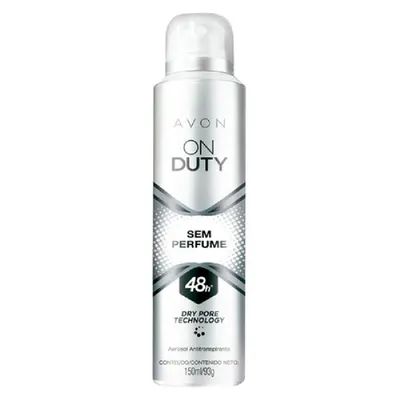 AVON
ON
DUTY
SEM
PERFUME
48h
DRY PORE
TECHNOLOGY
Aerosol Antitranspirante
CONTEÚDO/CONTENIDO NETO:
150ml/93g